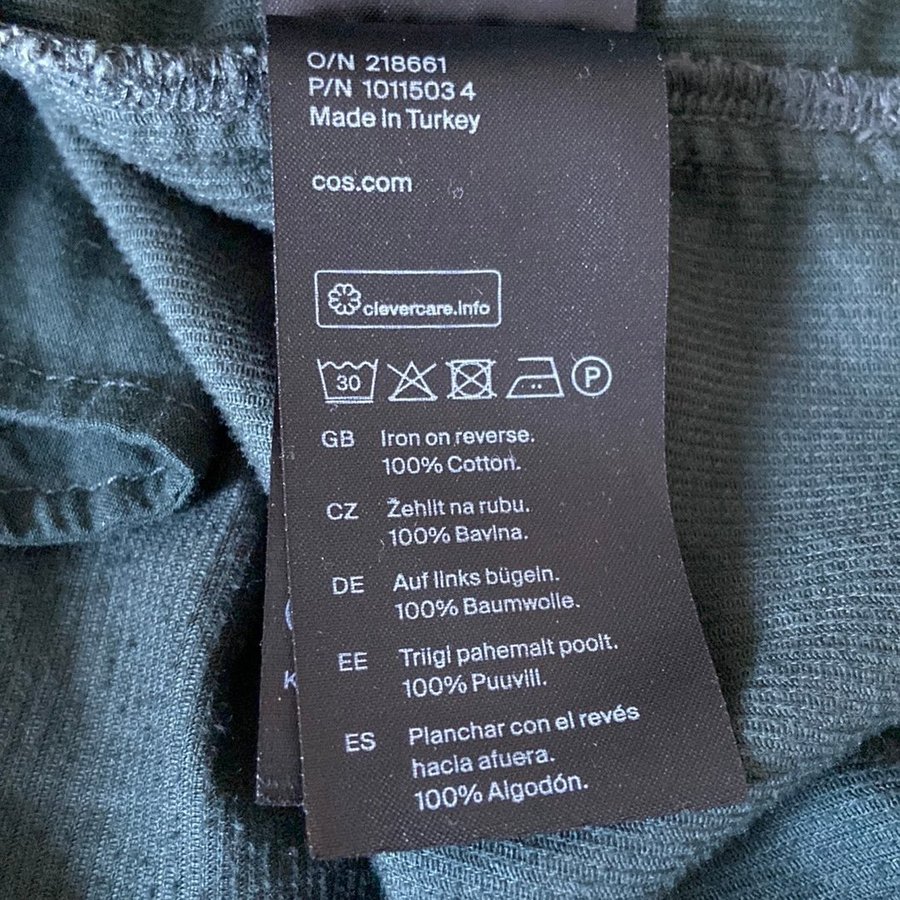 O/N 218661
P/N 1011503 4
Made in Turkey
cos.com
clevercare.info
30
P
GB Iron on reverse.
100% Cotton.
CZ Žehlit na rubu.
100% Bavlna.
DE Auf links bügeln.
100% Baumwolle.
EE Triigi pahemalt poolt.
100% Puuvill.
ES Planchar con el revés
hacia afuera.
100% Algodón.
K